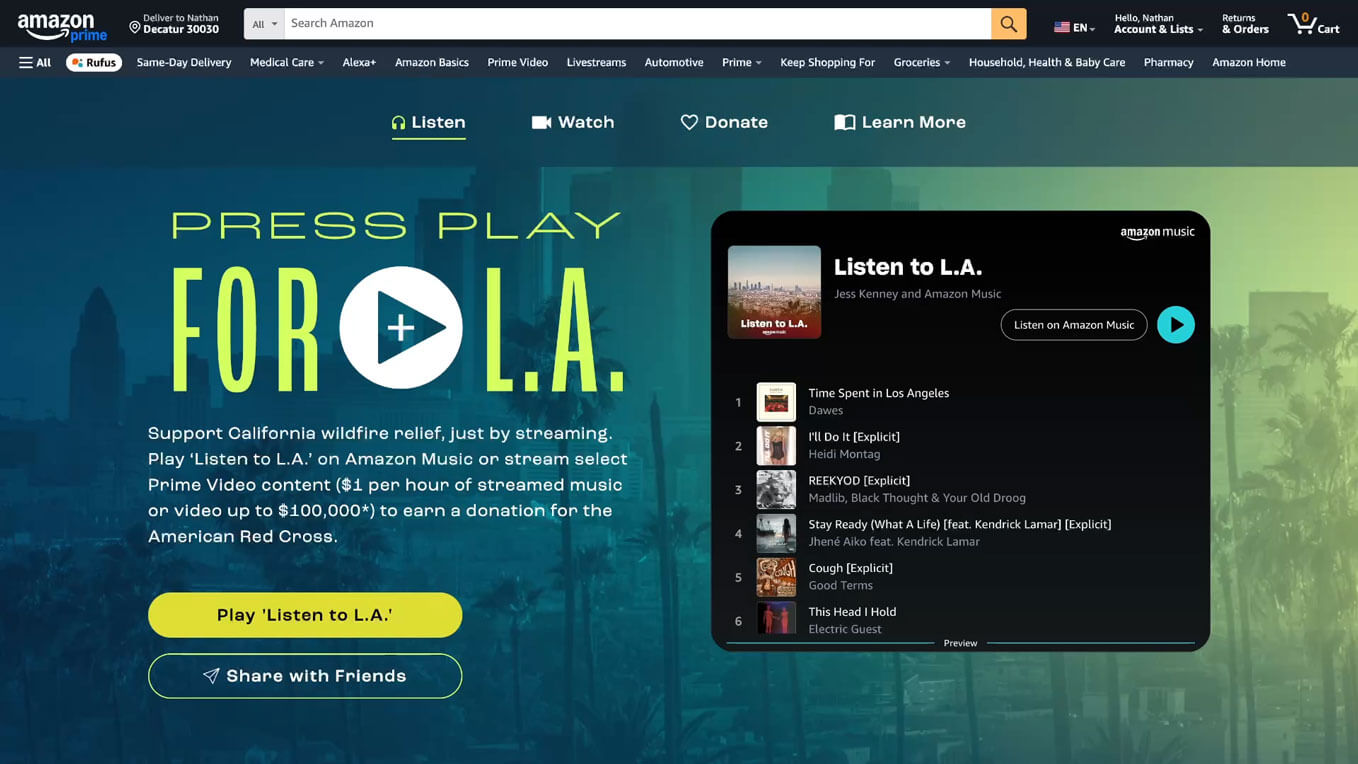 amazon prime
Deliver to Nathan
Decatur 30030
All
Search Amazon
EN
Hello, Nathan
Account & Lists
Returns
& Orders
0
Cart
All
Rufus
Same-Day Delivery
Medical Care
Alexa+
Amazon Basics
Prime Video
Livestreams
Automotive
Prime
Keep Shopping For
Groceries
Household, Health & Baby Care
Pharmacy
Amazon Home
Listen
Watch
Donate
Learn More
PRESS PLAY
FOR L.A.
Support California wildfire relief, just by streaming.
Play ‘Listen to L.A.’ on Amazon Music or stream select
Prime Video content ($1 per hour of streamed music
or video up to $100,000*) to earn a donation for the
American Red Cross.
Play 'Listen to L.A.'
Share with Friends
amazon music
Listen to L.A.
amazon music
Listen to L.A.
Jess Kenney and Amazon Music
Listen on Amazon Music
1
Time Spent in Los Angeles
Dawes
2
I'll Do It [Explicit]
Heidi Montag
3
REEKYOD [Explicit]
Madlib, Black Thought & Your Old Droog
4
Stay Ready (What A Life) [feat. Kendrick Lamar] [Explicit]
Jhené Aiko feat. Kendrick Lamar
5
Cough [Explicit]
Good Terms
6
This Head I Hold
Electric Guest
Preview